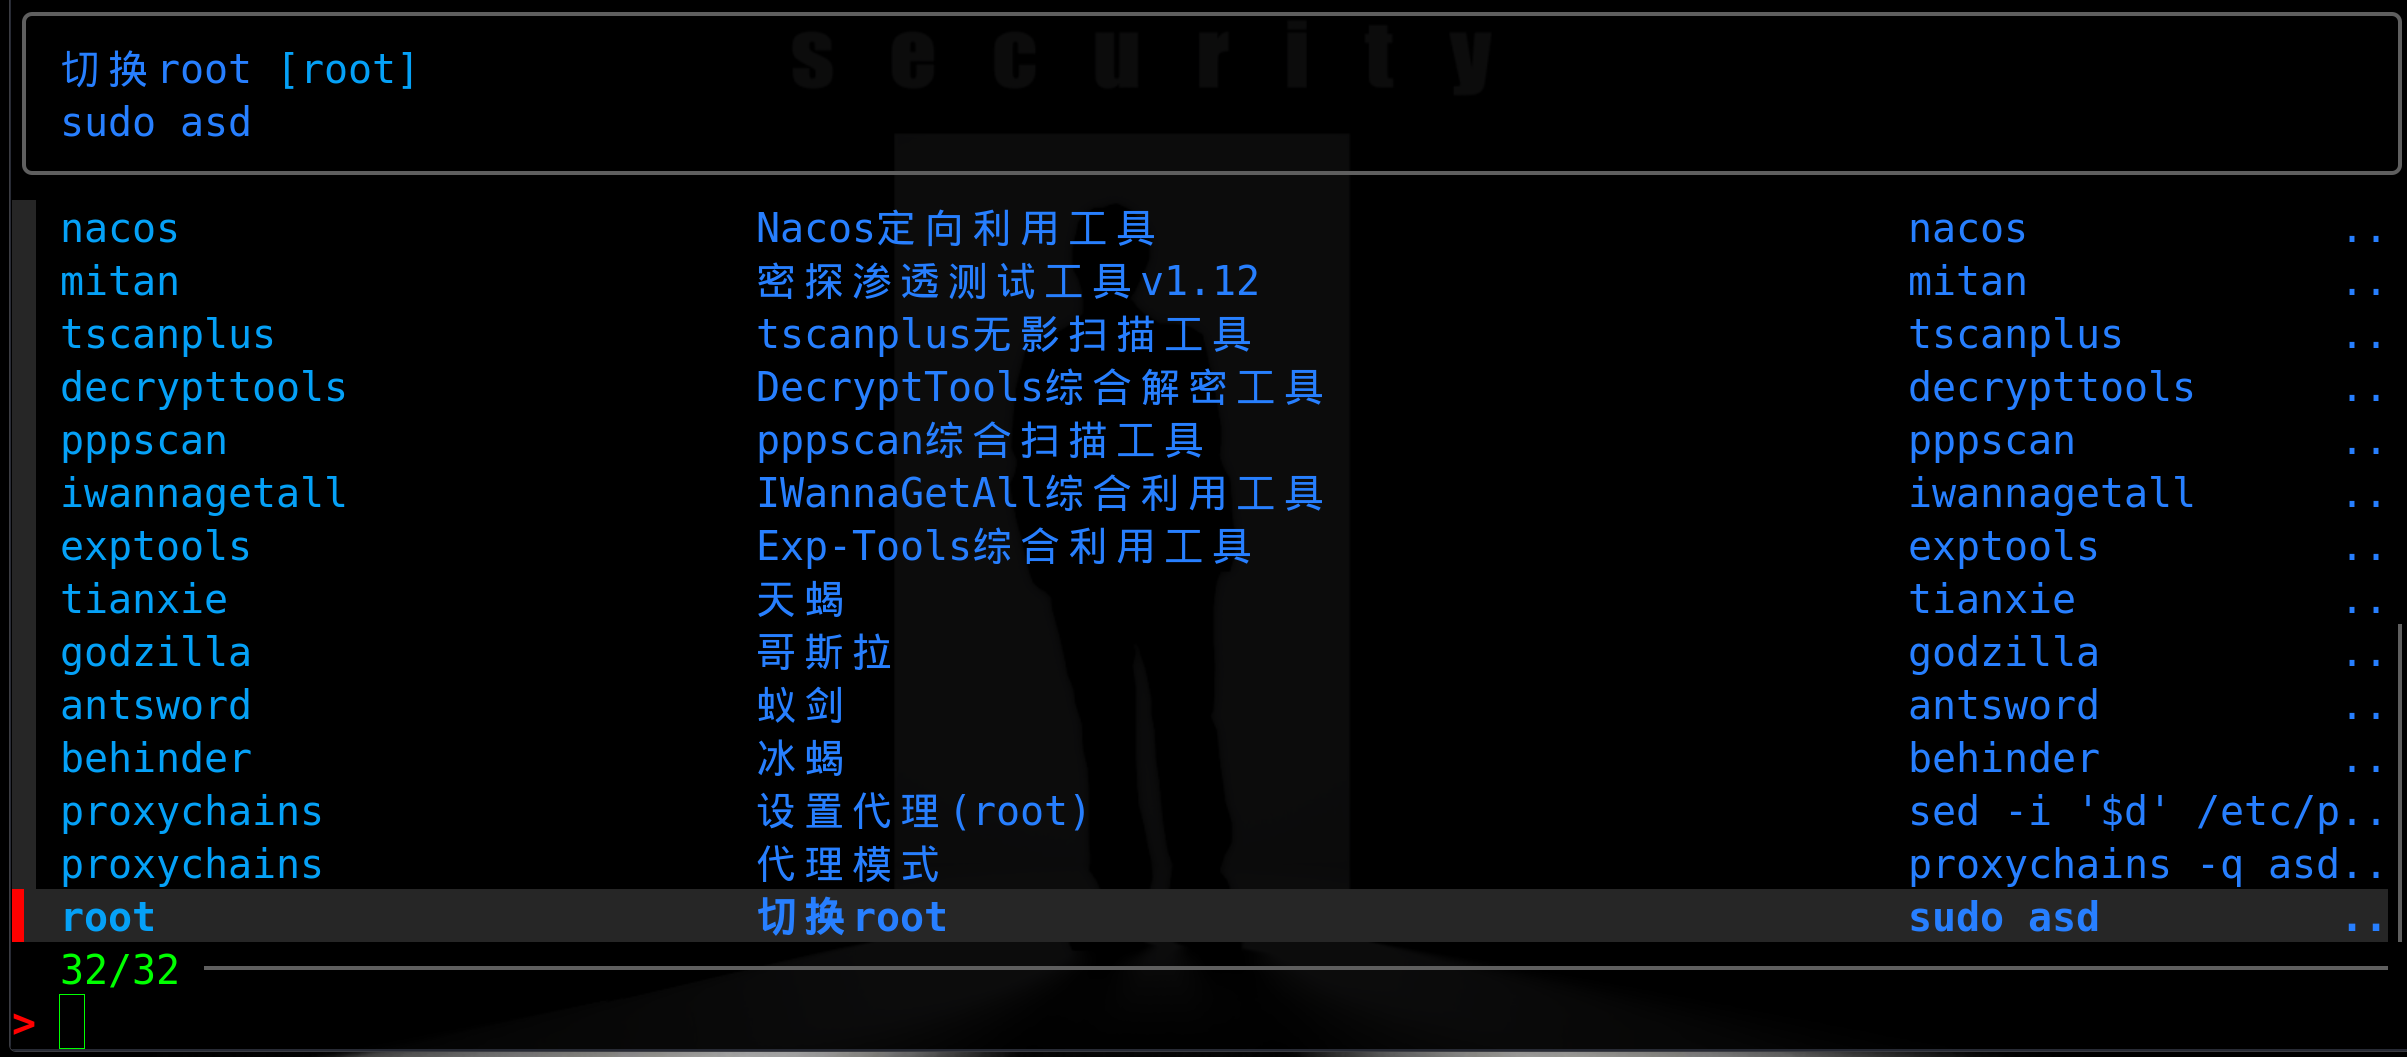 security
切换root [root]
sudo asd
nacos Nacos定向利用工具 nacos ..
mitan 密探渗透测试工具v1.12 mitan ..
tscanplus tscanplus无影扫描工具 tscanplus ..
decrypttools DecryptTools综合解密工具 decrypttools ..
pppscan pppscan综合扫描工具 pppscan ..
iwannagetall IWannaGetAll综合利用工具 iwannagetall ..
exptools Exp-Tools综合利用工具 exptools ..
tianxie 天蝎 tianxie ..
godzilla 哥斯拉 godzilla ..
antsword 蚁剑 antsword ..
behinder 冰蝎 behinder ..
proxychains 设置代理(root) sed -i '$d' /etc/p..
proxychains 代理模式 proxychains -q asd..
root 切换root sudo asd ..
32/32
>